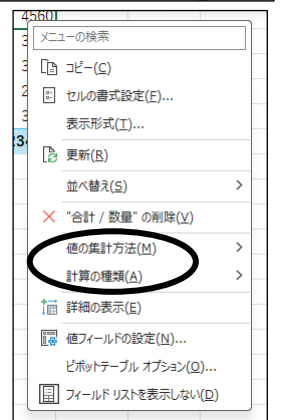 4560
メニューの検索
コピー(C)
セルの書式設定(F)...
表示形式(T)...
更新(R)
並べ替え(S)
"合計 / 数量" の削除(V)
値の集計方法(M)
計算の種類(A)
詳細の表示(E)
値フィールドの設定(N)...
ピボットテーブル オプション(O)...
フィールド リストを表示しない(D)